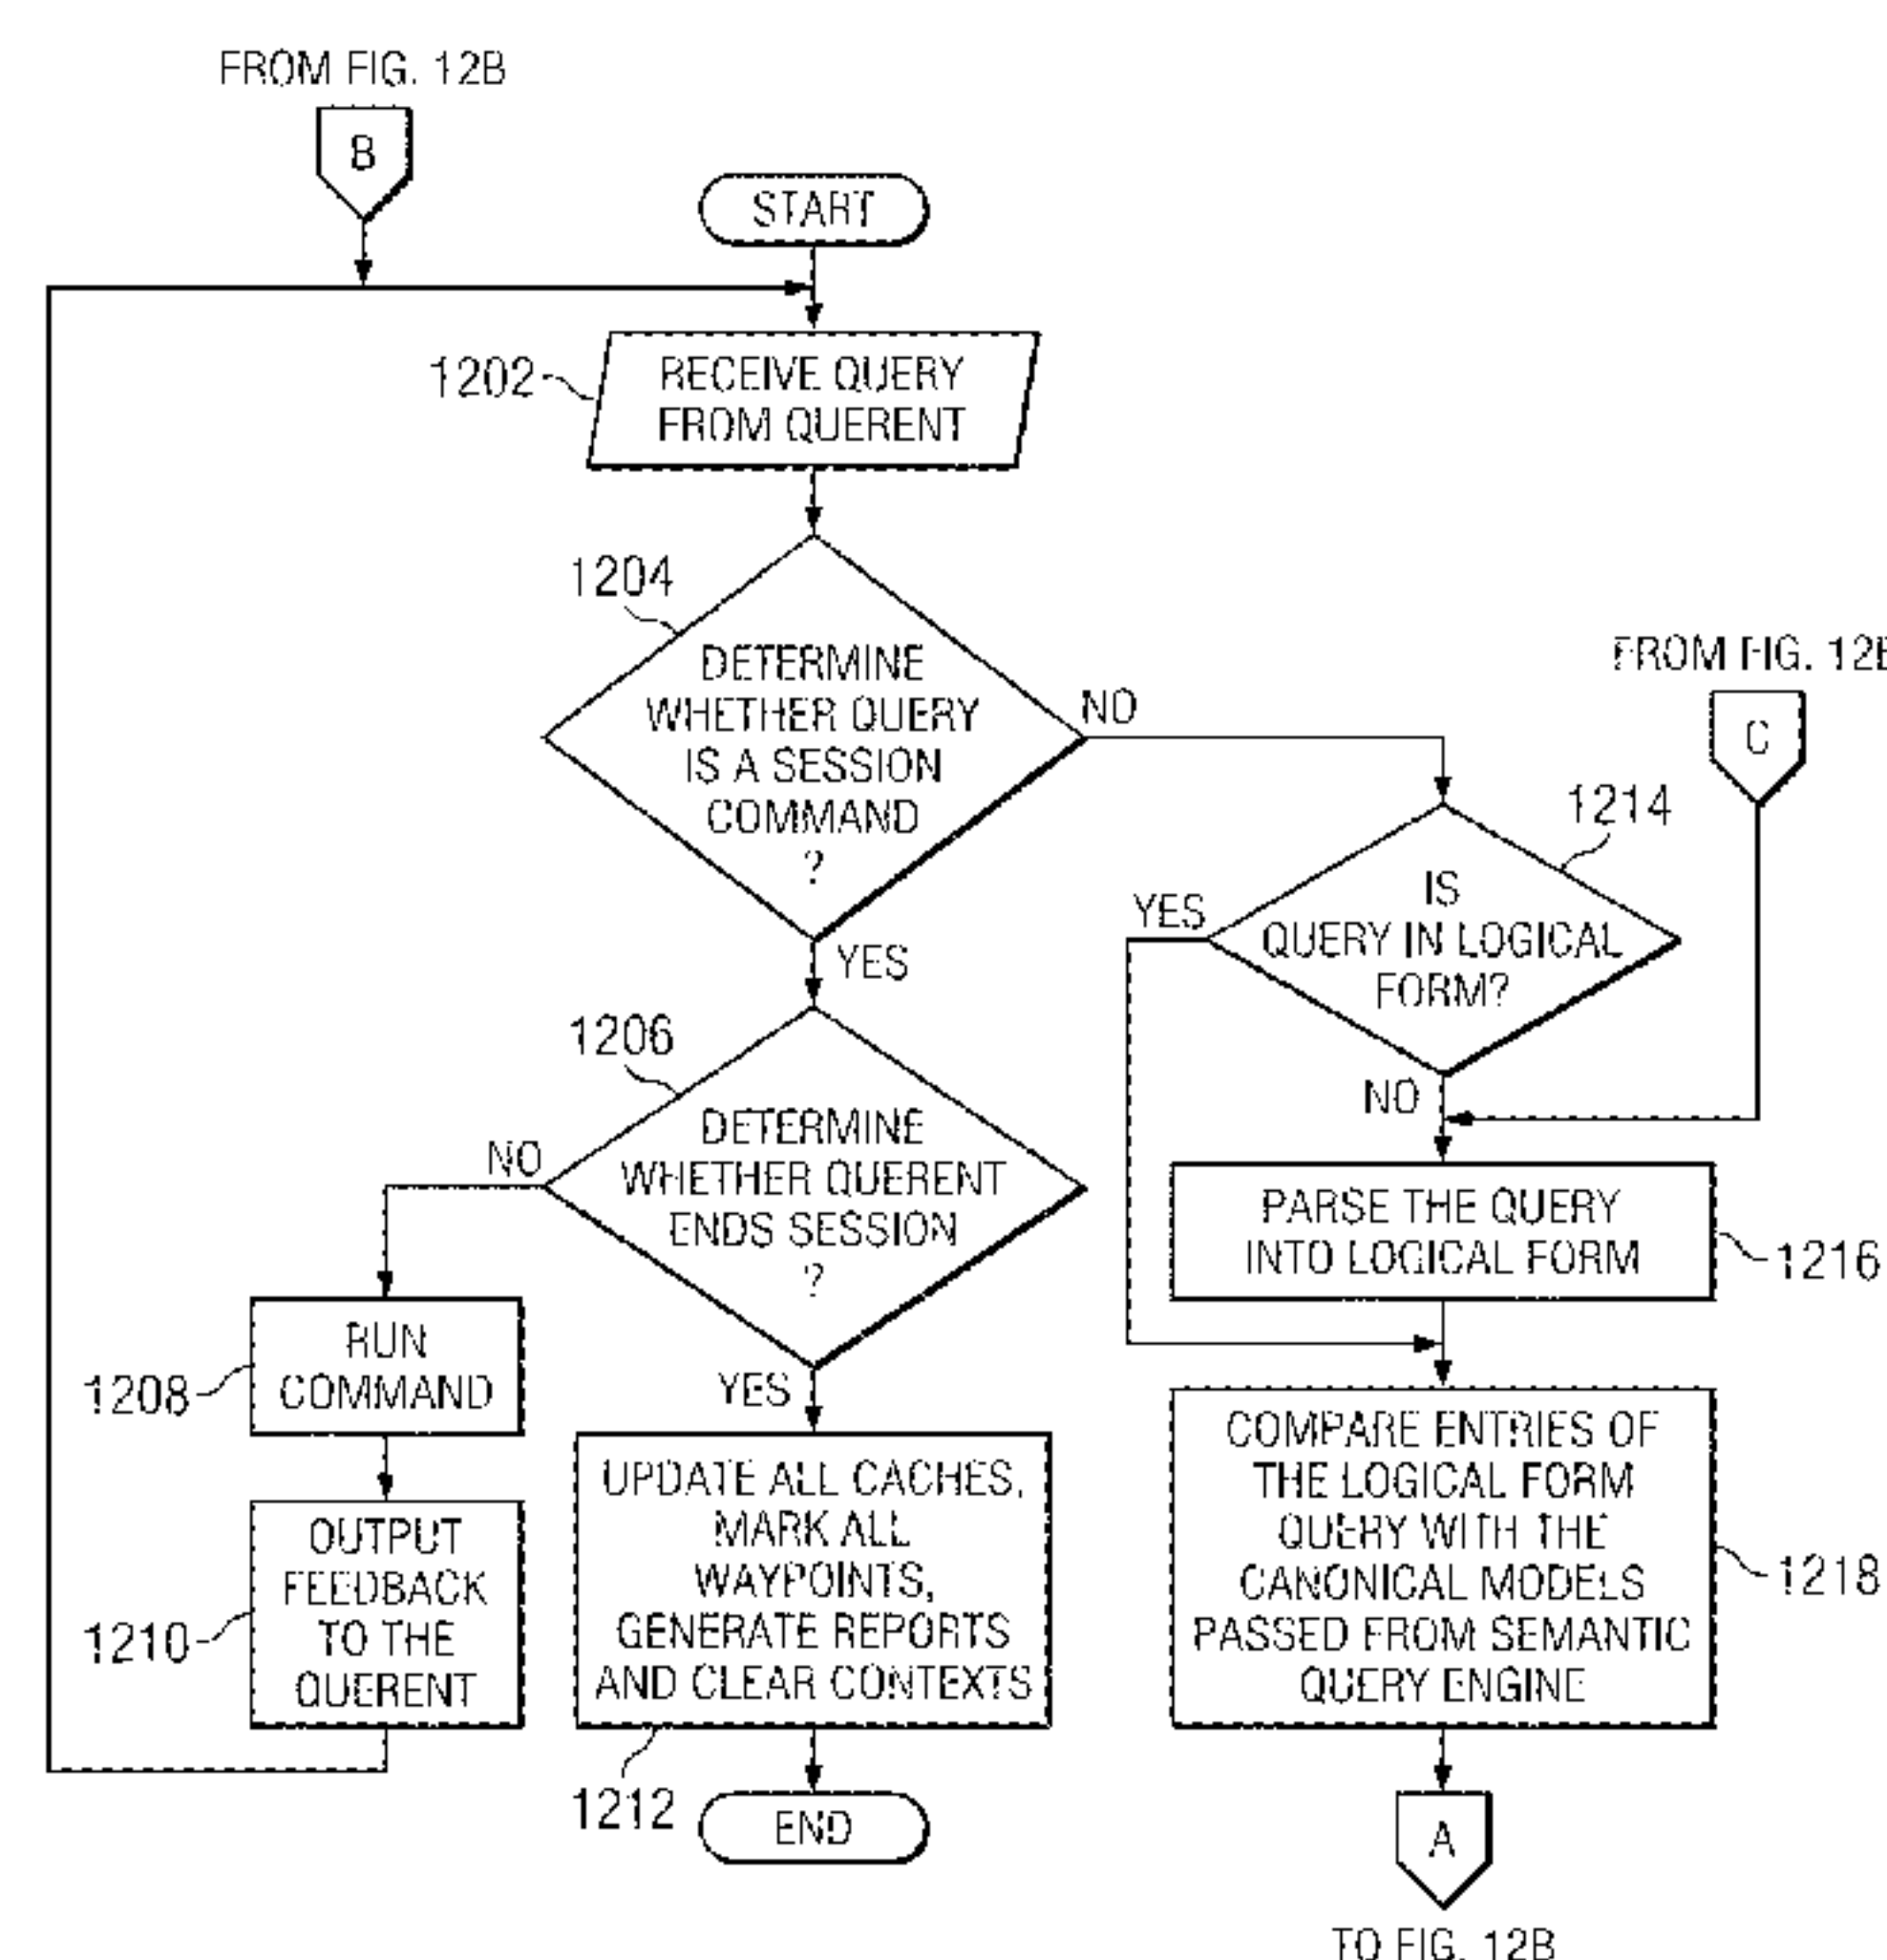 FROM FIG. 12B
B
START
1202
RECEIVE QUERY
FROM QUERENT
1204
DETERMINE
WHETHER QUERY
IS A SESSION
COMMAND
?
NO
YES
FROM FIG. 12B
C
1214
IS
QUERY IN LOGICAL
FORM?
YES
NO
1206
DETERMINE
WHETHER QUERENT
ENDS SESSION
?
NO
YES
PARSE THE QUERY
INTO LOGICAL FORM
1216
RUN
COMMAND
1208
OUTPUT
FEEDBACK
TO THE
QUERENT
1210
UPDATE ALL CACHES,
MARK ALL
WAYPOINTS,
GENERATE REPORTS
AND CLEAR CONTEXTS
1212
END
COMPARE ENTRIES OF
THE LOGICAL FORM
QUERY WITH THE
CANONICAL MODELS
PASSED FROM SEMANTIC
QUERY ENGINE
1218
A
TO FIG. 12B